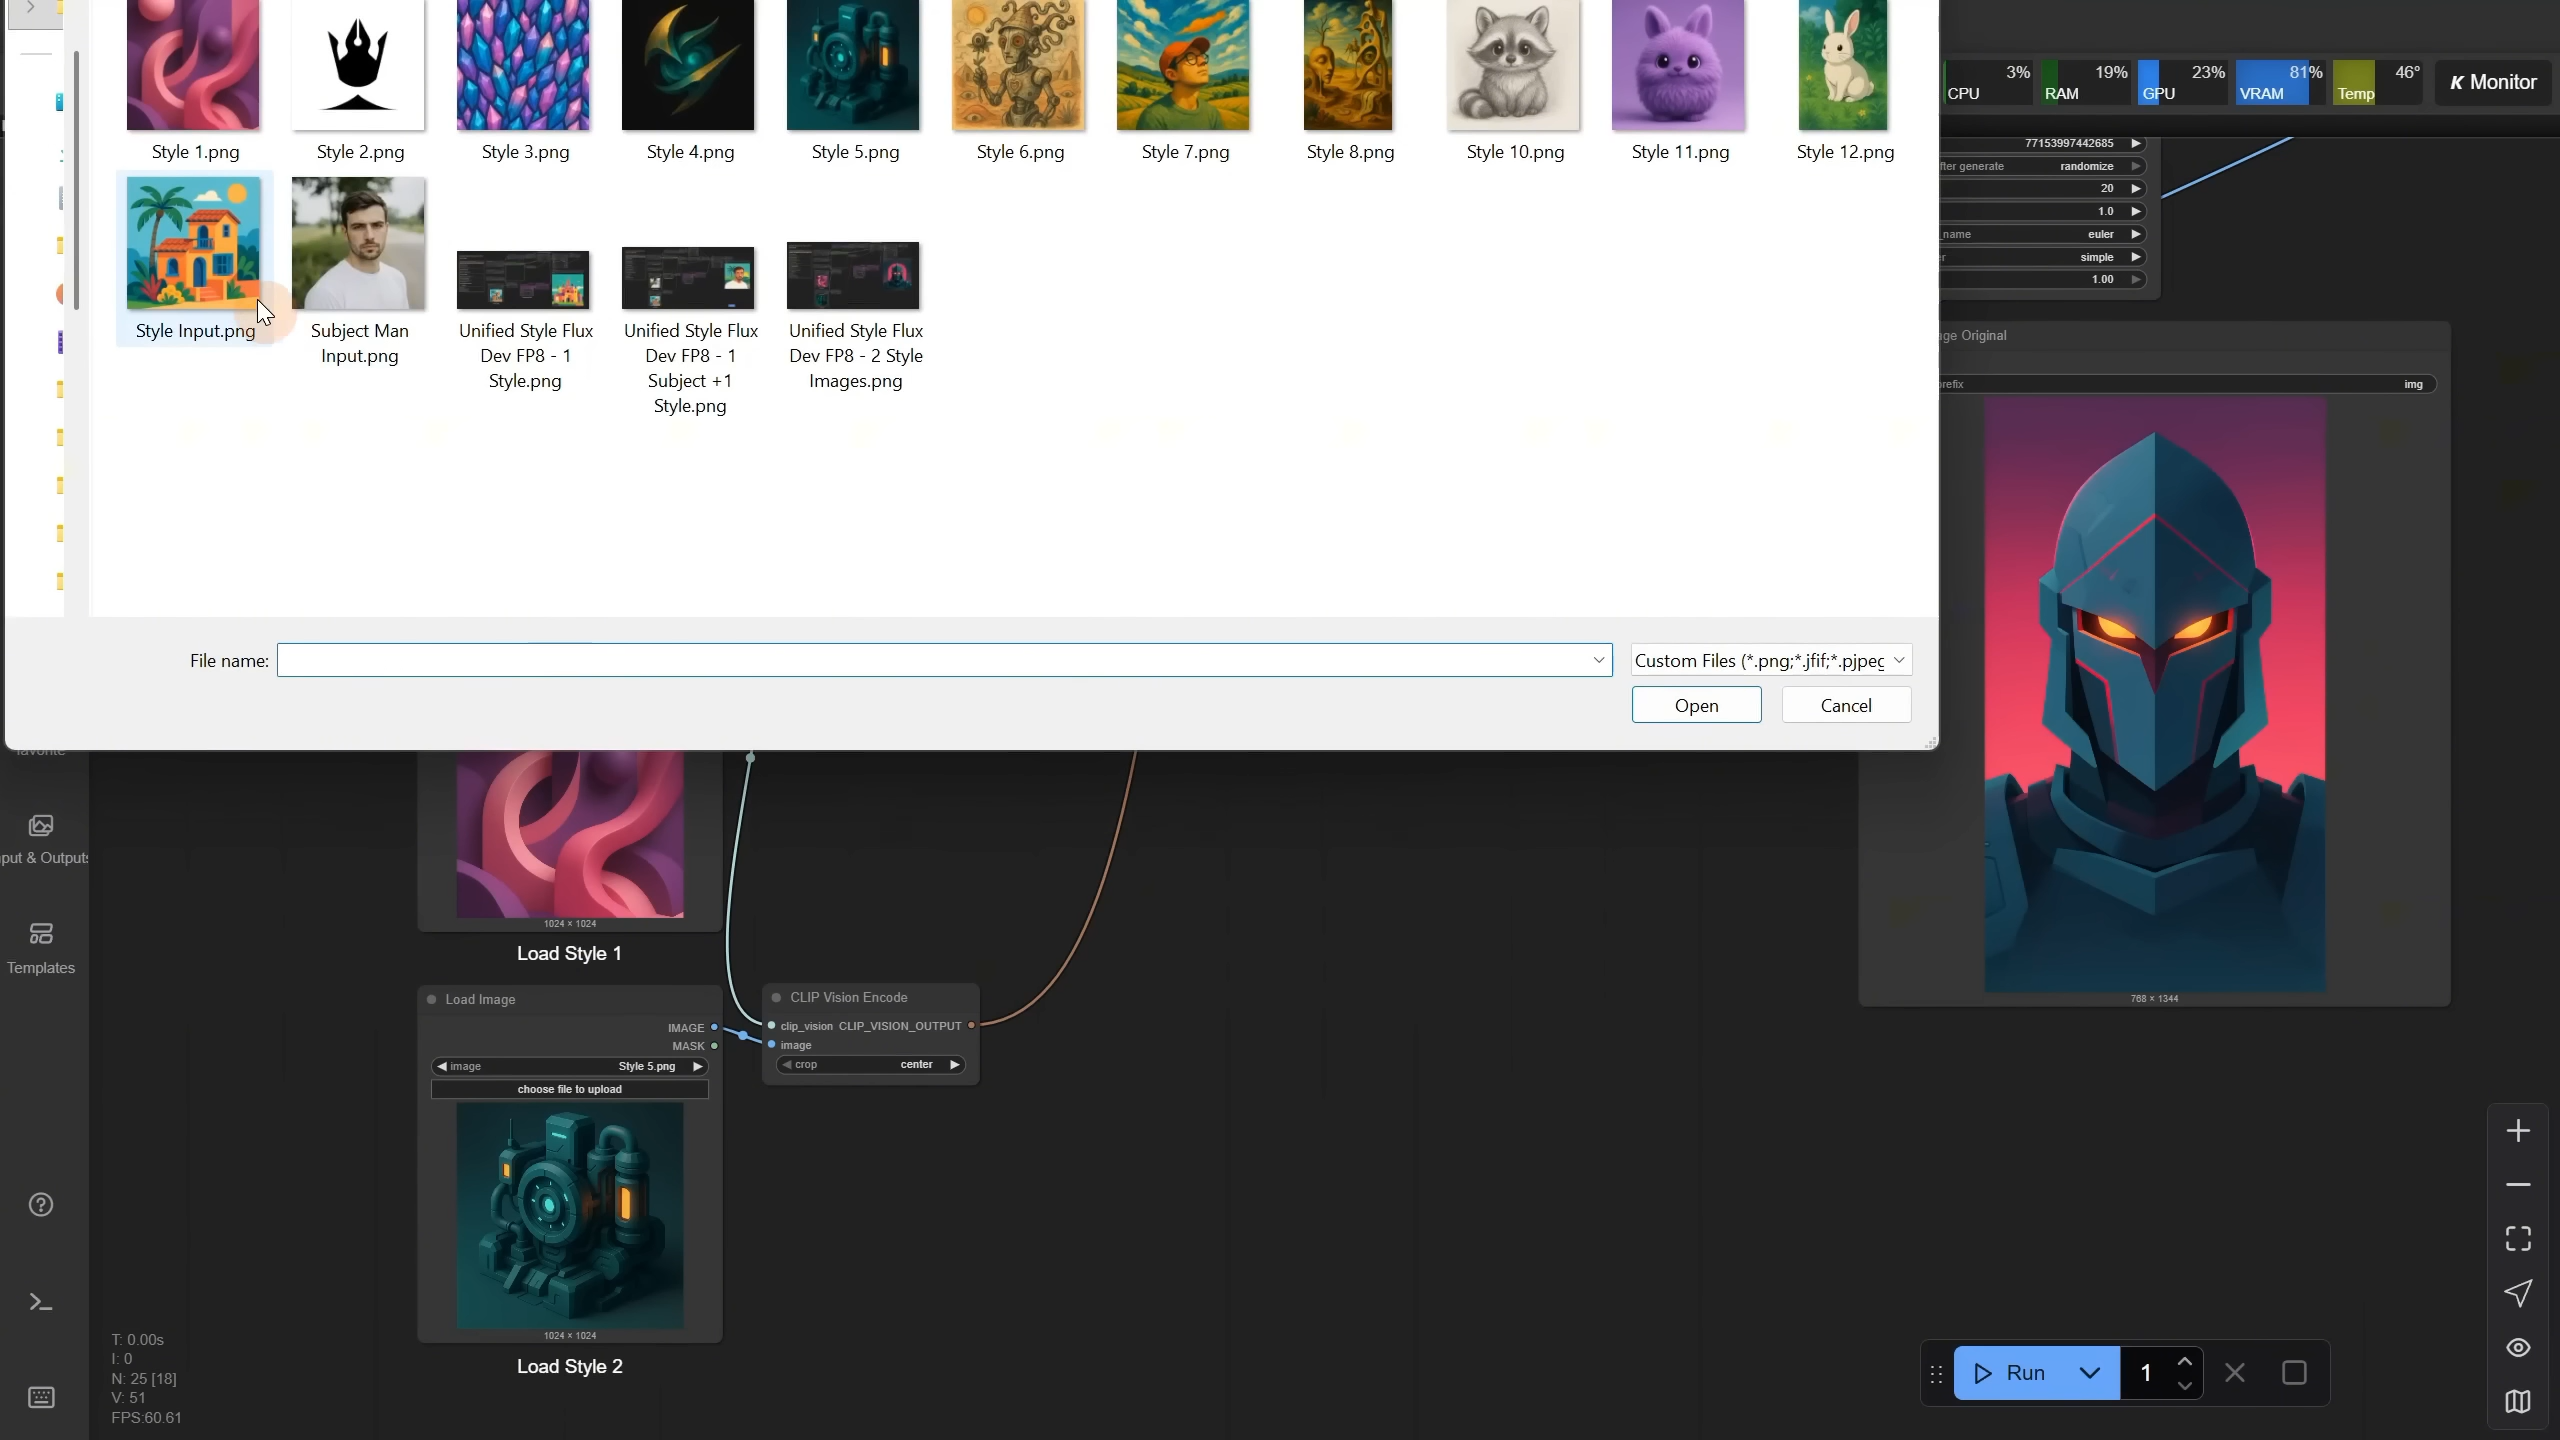 Style 1.png
Style 2.png
Style 3.png
Style 4.png
Style 5.png
Style 6.png
Style 7.png
Style 8.png
Style 10.png
Style 11.png
Style 12.png
CPU 3%
RAM 19%
GPU 23%
VRAM 81%
Temp 46°
K Monitor
77153997442685
fter generate randomize
20
1.0
_name euler
r simple
1.00
Style Input.png
Subject Man
Input.png
Unified Style Flux
Dev FP8 - 1
Style.png
Unified Style Flux
Dev FP8 - 1
Subject +1
Style.png
Unified Style Flux
Dev FP8 - 2 Style
Images.png
age Original
prefix img
768 × 1344
File name:
Custom Files (*.png;*.jfif;*.pjpeg
Open
Cancel
favorite
put & Outputs
Templates
1024 × 1024
Load Style 1
Load Image
IMAGE
MASK
image Style 5.png
choose file to upload
1024 × 1024
Load Style 2
CLIP Vision Encode
clip_vision CLIP_VISION_OUTPUT
image
crop center
T: 0.00s
I: 0
N: 25 [18]
V: 51
FPS:60.61
Run
1